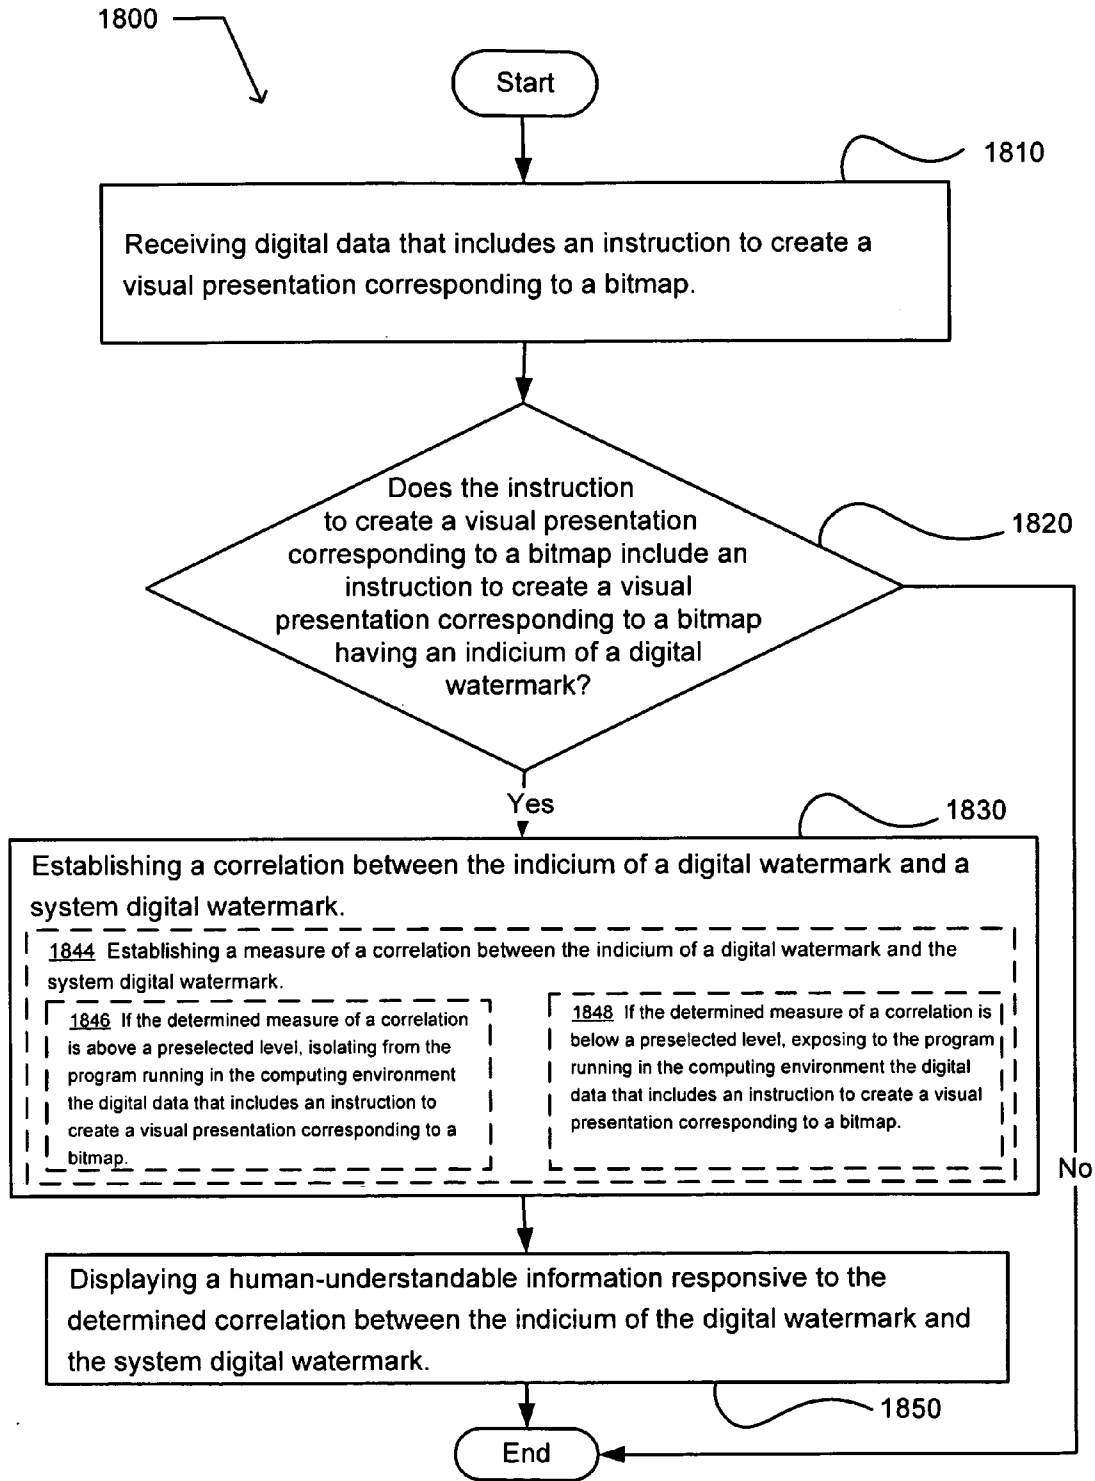 1800
Start
1810
Receiving digital data that includes an instruction to create a
visual presentation corresponding to a bitmap.
Does the instruction
to create a visual presentation
corresponding to a bitmap include an
instruction to create a visual
presentation corresponding to a bitmap
having an indicium of a digital
watermark?
1820
Yes
1830
Establishing a correlation between the indicium of a digital watermark and a
system digital watermark.
1844 Establishing a measure of a correlation between the indicium of a digital watermark and the
system digital watermark.
1846 If the determined measure of a correlation
is above a preselected level, isolating from the
program running in the computing environment
the digital data that includes an instruction to
create a visual presentation corresponding to a
bitmap.
1848 If the determined measure of a correlation is
below a preselected level, exposing to the program
running in the computing environment the digital
data that includes an instruction to create a visual
presentation corresponding to a bitmap.
No
Displaying a human-understandable information responsive to the
determined correlation between the indicium of the digital watermark and
the system digital watermark.
1850
End